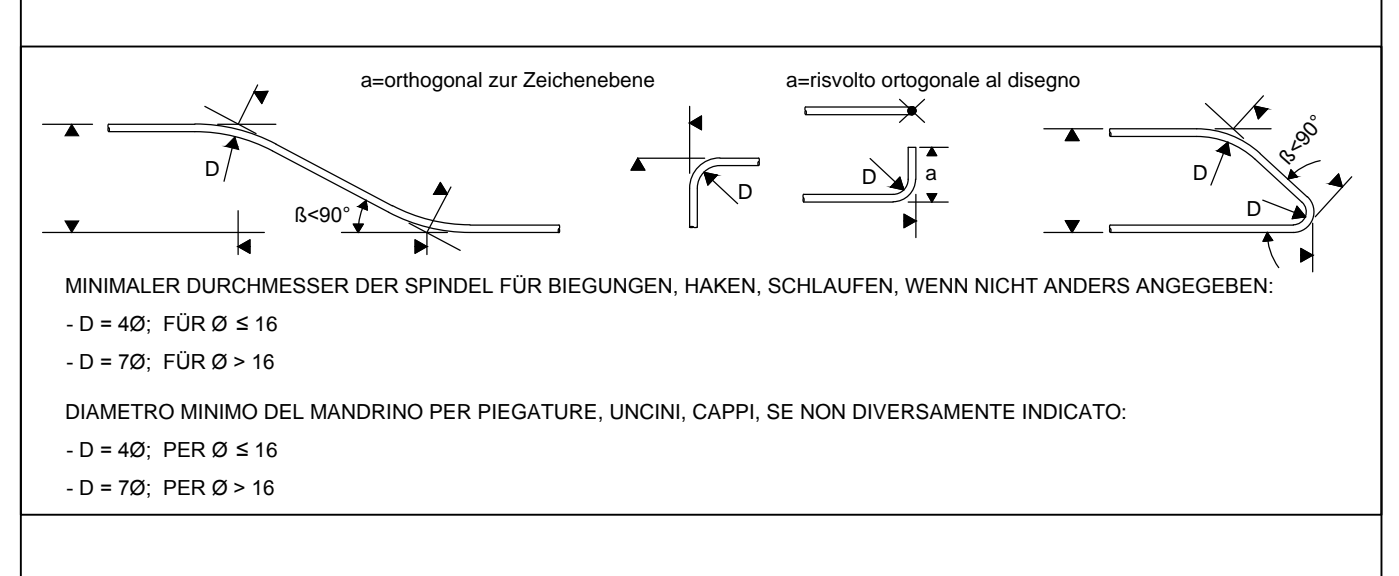 a=orthogonal zur Zeichenebene
a=risvolto ortogonale al disegno
D
ß<90°
D
D
a
D
ß<90°
D
MINIMALER DURCHMESSER DER SPINDEL FÜR BIEGUNGEN, HAKEN, SCHLAUFEN, WENN NICHT ANDERS ANGEGEBEN:
- D = 4Ø; FÜR Ø ≤ 16
- D = 7Ø; FÜR Ø > 16
DIAMETRO MINIMO DEL MANDRINO PER PIEGATURE, UNCINI, CAPPI, SE NON DIVERSAMENTE INDICATO:
- D = 4Ø; PER Ø ≤ 16
- D = 7Ø; PER Ø > 16